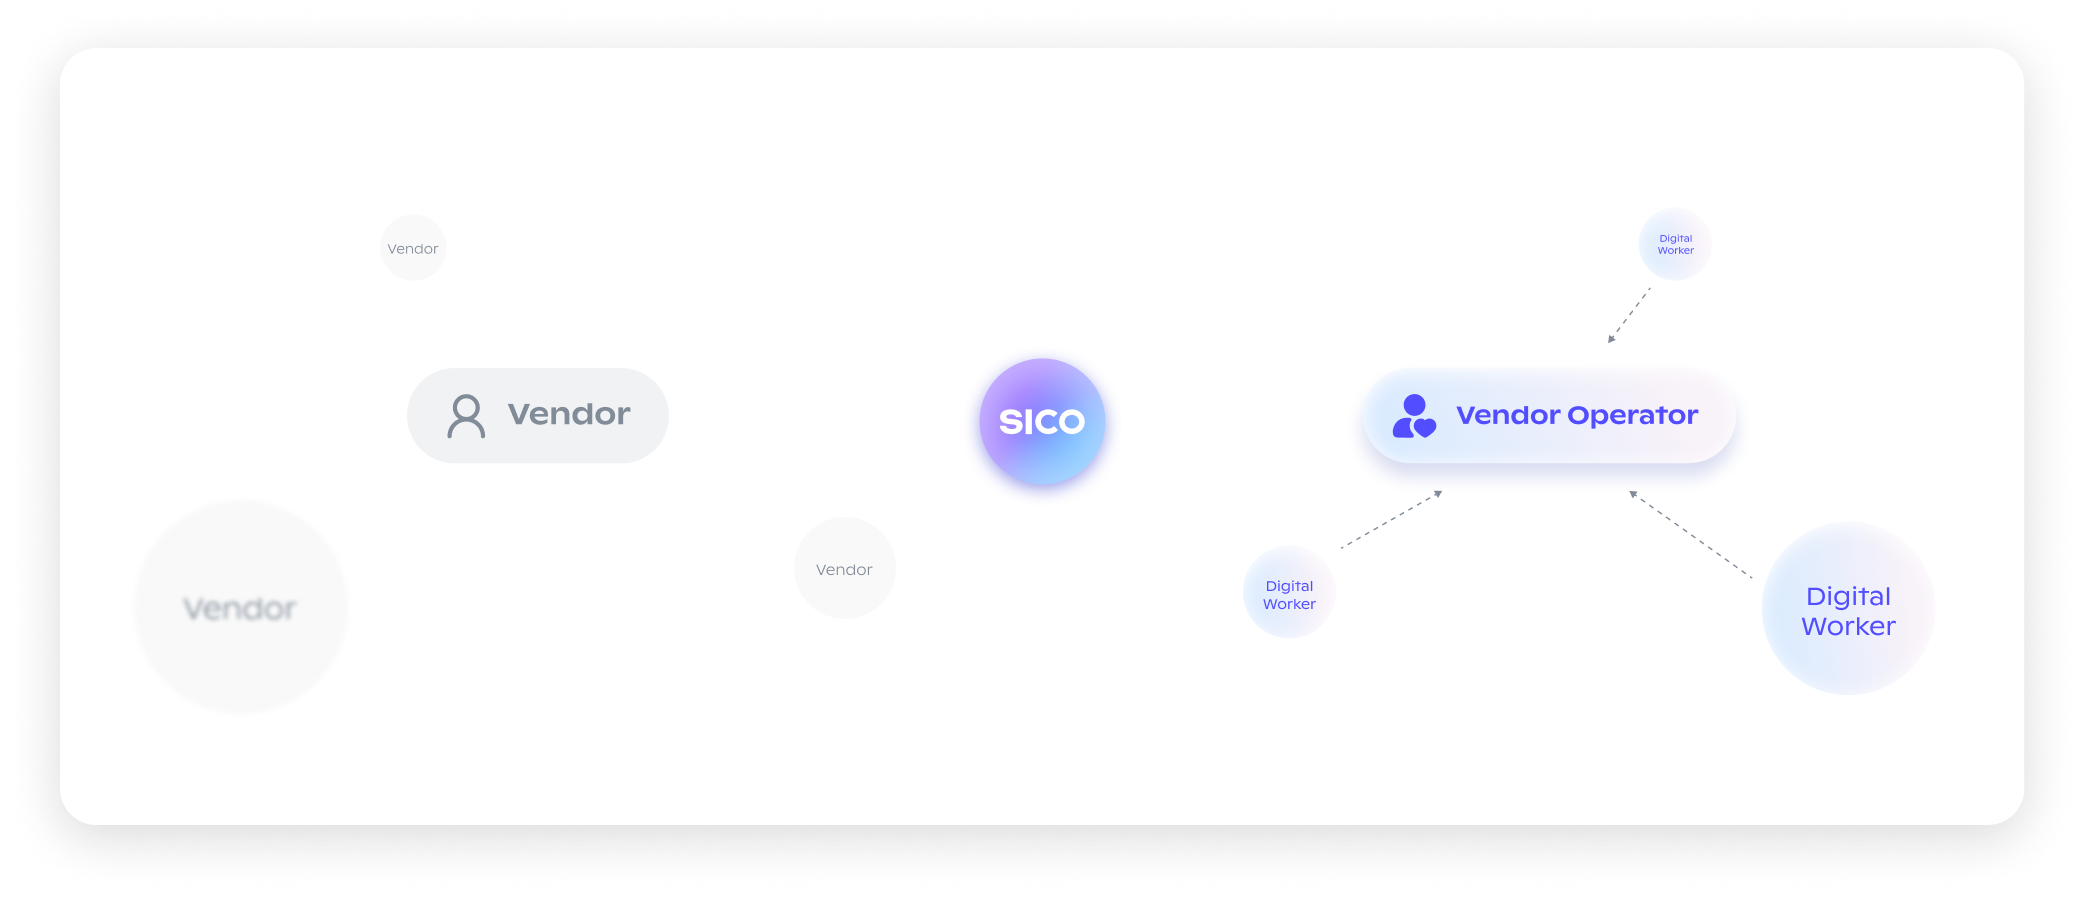 Vendor
Vendor
Vendor
Vendor
SICO
Digital
Worker
Vendor Operator
Digital
Worker
Digital
Worker